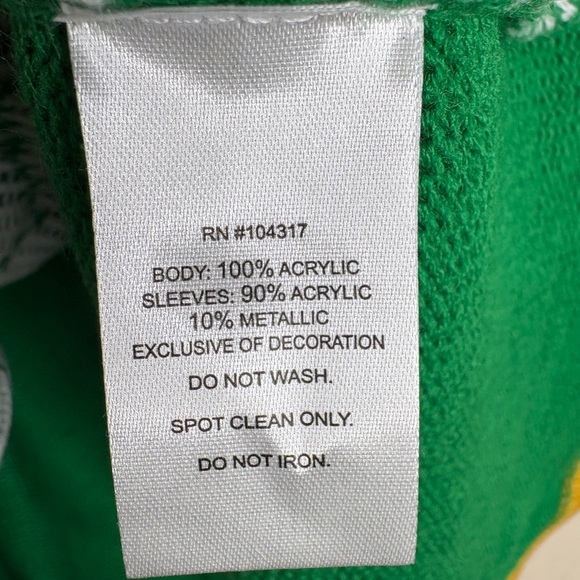 RN #104317
BODY: 100% ACRYLIC
SLEEVES: 90% ACRYLIC
10% METALLIC
EXCLUSIVE OF DECORATION
DO NOT WASH.
SPOT CLEAN ONLY.
DO NOT IRON.